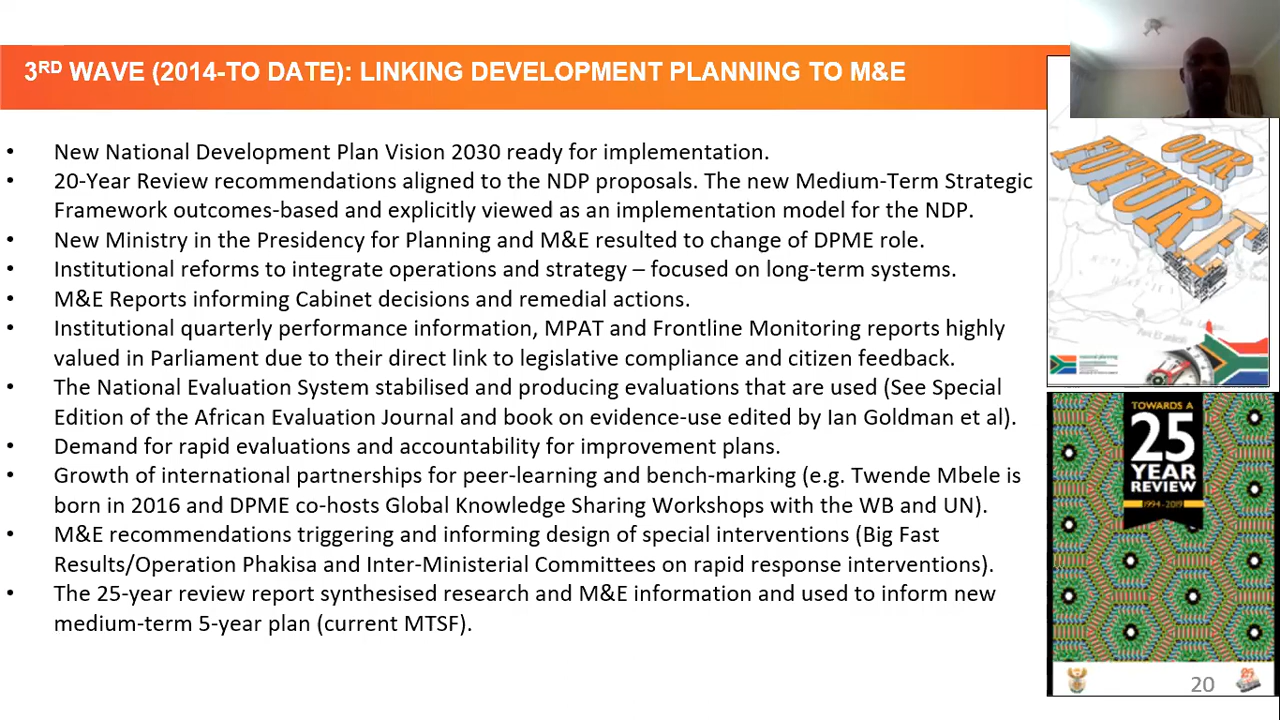 3RD WAVE (2014-TO DATE): LINKING DEVELOPMENT PLANNING TO M&E
• New National Development Plan Vision 2030 ready for implementation.
• 20-Year Review recommendations aligned to the NDP proposals. The new Medium-Term Strategic
Framework outcomes-based and explicitly viewed as an implementation model for the NDP.
• New Ministry in the Presidency for Planning and M&E resulted to change of DPME role.
• Institutional reforms to integrate operations and strategy – focused on long-term systems.
• M&E Reports informing Cabinet decisions and remedial actions.
• Institutional quarterly performance information, MPAT and Frontline Monitoring reports highly
valued in Parliament due to their direct link to legislative compliance and citizen feedback.
• The National Evaluation System stabilised and producing evaluations that are used (See Special
Edition of the African Evaluation Journal and book on evidence-use edited by Ian Goldman et al).
• Demand for rapid evaluations and accountability for improvement plans.
• Growth of international partnerships for peer-learning and bench-marking (e.g. Twende Mbele is
born in 2016 and DPME co-hosts Global Knowledge Sharing Workshops with the WB and UN).
• M&E recommendations triggering and informing design of special interventions (Big Fast
Results/Operation Phakisa and Inter-Ministerial Committees on rapid response interventions).
• The 25-year review report synthesised research and M&E information and used to inform new
medium-term 5-year plan (current MTSF).
OUR
FUTURE
national planning
TOWARDS A
25
YEAR
REVIEW
1994 - 2019
20